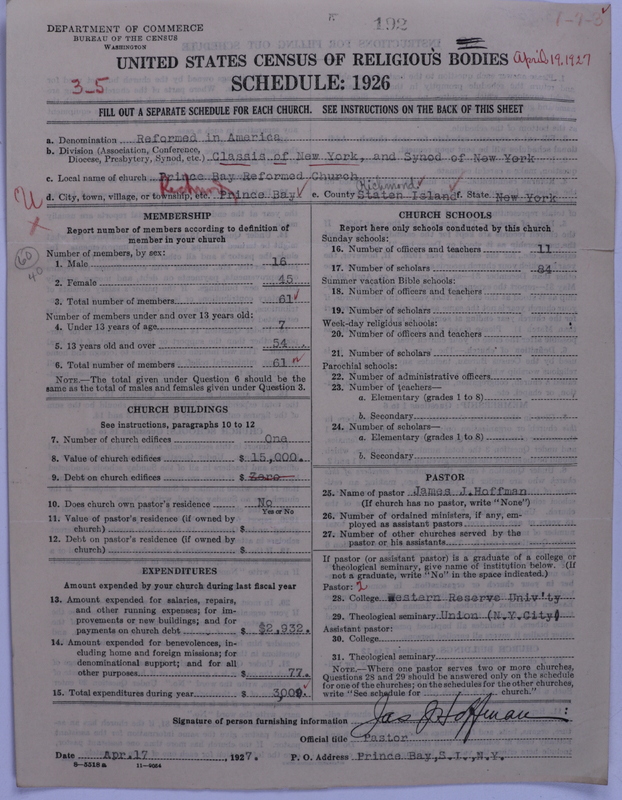 192
1-7-3
DEPARTMENT OF COMMERCE
BUREAU OF THE CENSUS
WASHINGTON
UNITED STATES CENSUS OF RELIGIOUS BODIES April 19, 1927
3-5
SCHEDULE: 1926
FILL OUT A SEPARATE SCHEDULE FOR EACH CHURCH. SEE INSTRUCTIONS ON THE BACK OF THIS SHEET
a. Denomination Reformed in America
b. Division (Association, Conference, Diocese, Presbytery, Synod, etc.) Classis of New York, and Synod of New York
c. Local name of church Prince Bay Reformed Church
Richmond Richmond
d. City, town, village, or township, etc. Prince Bay e. County Staten Island f. State New York
MEMBERSHIP
Report number of members according to definition of
member in your church
Number of members, by sex:
1. Male 16
2. Female 45
3. Total number of members 61
60
40
Number of members under and over 13 years old:
4. Under 13 years of age 7
5. 13 years old and over 54
6. Total number of members 61
NOTE.—The total given under Question 6 should be the
same as the total of males and females given under Question 3.
CHURCH BUILDINGS
See instructions, paragraphs 10 to 12
7. Number of church edifices One
8. Value of church edifices $ 15,000.
9. Debt on church edifices $ Zero
10. Does church own pastor's residence No
Yes or No
11. Value of pastor's residence (if owned by
church) $
12. Debt on pastor's residence (if owned by
church) $
EXPENDITURES
Amount expended by your church during last fiscal year
13. Amount expended for salaries, repairs,
and other running expenses; for im-
provements or new buildings; and for
payments on church debt $ $2,932.
14. Amount expended for benevolences, in-
cluding home and foreign missions; for
denominational support; and for all
other purposes $ 77.
15. Total expenditures during year $ 3009.
CHURCH SCHOOLS
Report here only schools conducted by this church
Sunday schools:
16. Number of officers and teachers 11
17. Number of scholars 84
Summer vacation Bible schools:
18. Number of officers and teachers
19. Number of scholars
Week-day religious schools:
20. Number of officers and teachers
21. Number of scholars
Parochial schools:
22. Number of administrative officers
23. Number of teachers—
a. Elementary (grades 1 to 8)
b. Secondary
24. Number of scholars—
a. Elementary (grades 1 to 8)
b. Secondary
PASTOR
25. Name of pastor James J. Hoffman
(If church has no pastor, write "None")
26. Number of ordained ministers, if any, em-
ployed as assistant pastors
27. Number of other churches served by the
pastor or his assistants
If pastor (or assistant pastor) is a graduate of a college or
theological seminary, give name of institution below. (If
not a graduate, write "No" in the space indicated.)
Pastor: 2
28. College Western Reserve Univ'ty
29. Theological seminary Union (N.Y.City)
Assistant pastor:
30. College
31. Theological seminary
NOTE.—Where one pastor serves two or more churches,
Questions 28 and 29 should be answered only on the schedule
for one of the churches; on the schedules for the other churches,
write "See schedule for church."
Signature of person furnishing information Jas J Hoffman
Official title Pastor
Date Apr. 17, 1927. P. O. Address Prince Bay,S.I.,N.Y.
8-5518 a 11-4664